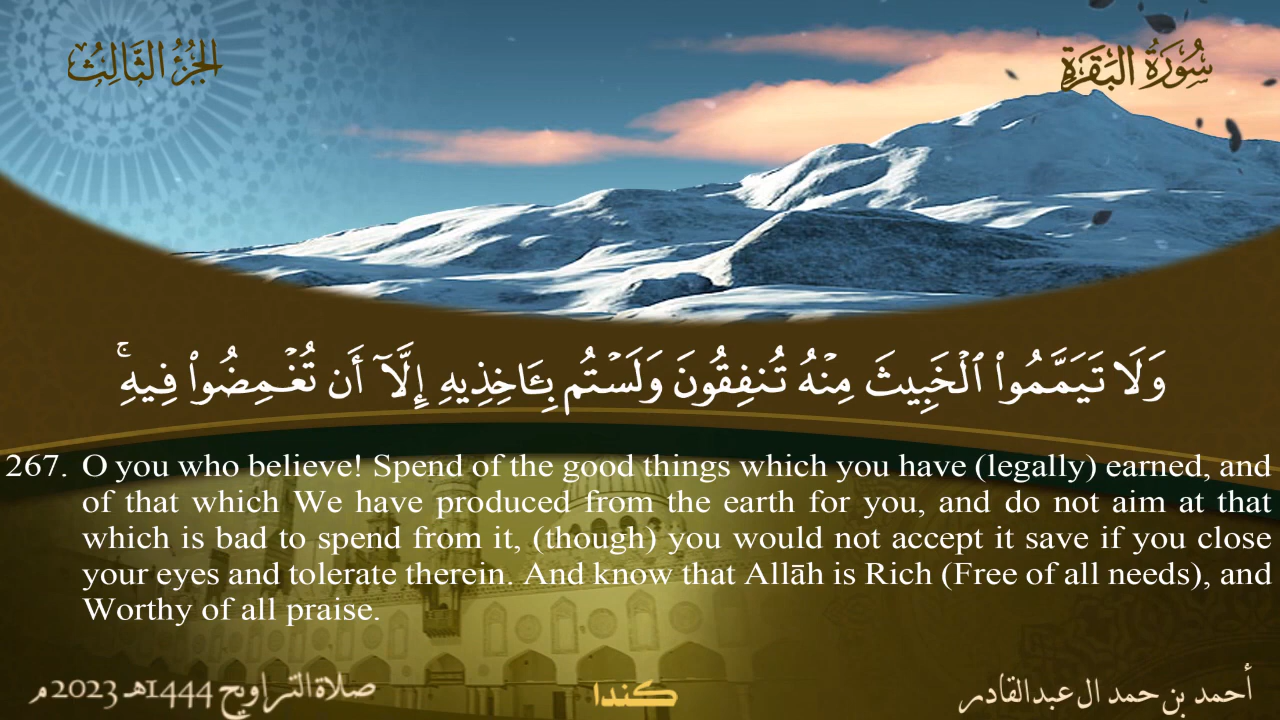 سُورَةُ البَقَرَةِ
الجُزْءُ الثَّالِثُ
وَلَا تَيَمَّمُوا۟ ٱلْخَبِيثَ مِنْهُ تُنفِقُونَ وَلَسْتُم بِـَٔاخِذِيهِ إِلَّآ أَن تُغْمِضُوا۟ فِيهِ ۚ
267. O you who believe! Spend of the good things which you have (legally) earned, and
of that which We have produced from the earth for you, and do not aim at that
which is bad to spend from it, (though) you would not accept it save if you close
your eyes and tolerate therein. And know that Allāh is Rich (Free of all needs), and
Worthy of all praise.
أحمد بن حمد ال عبدالقادر
كندا
صلاة التراويح 1444هـ 2023 م